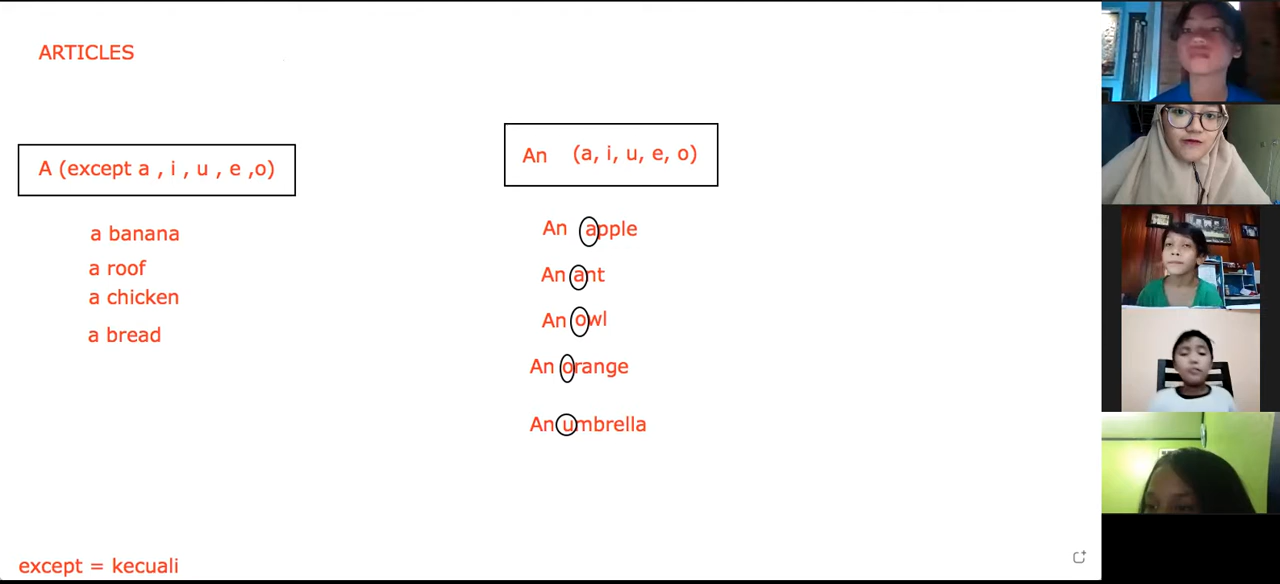 ARTICLES
A (except a , i , u , e ,o)
a banana
a roof
a chicken
a bread
An (a, i, u, e, o)
An apple
An ant
An owl
An orange
An umbrella
except = kecuali